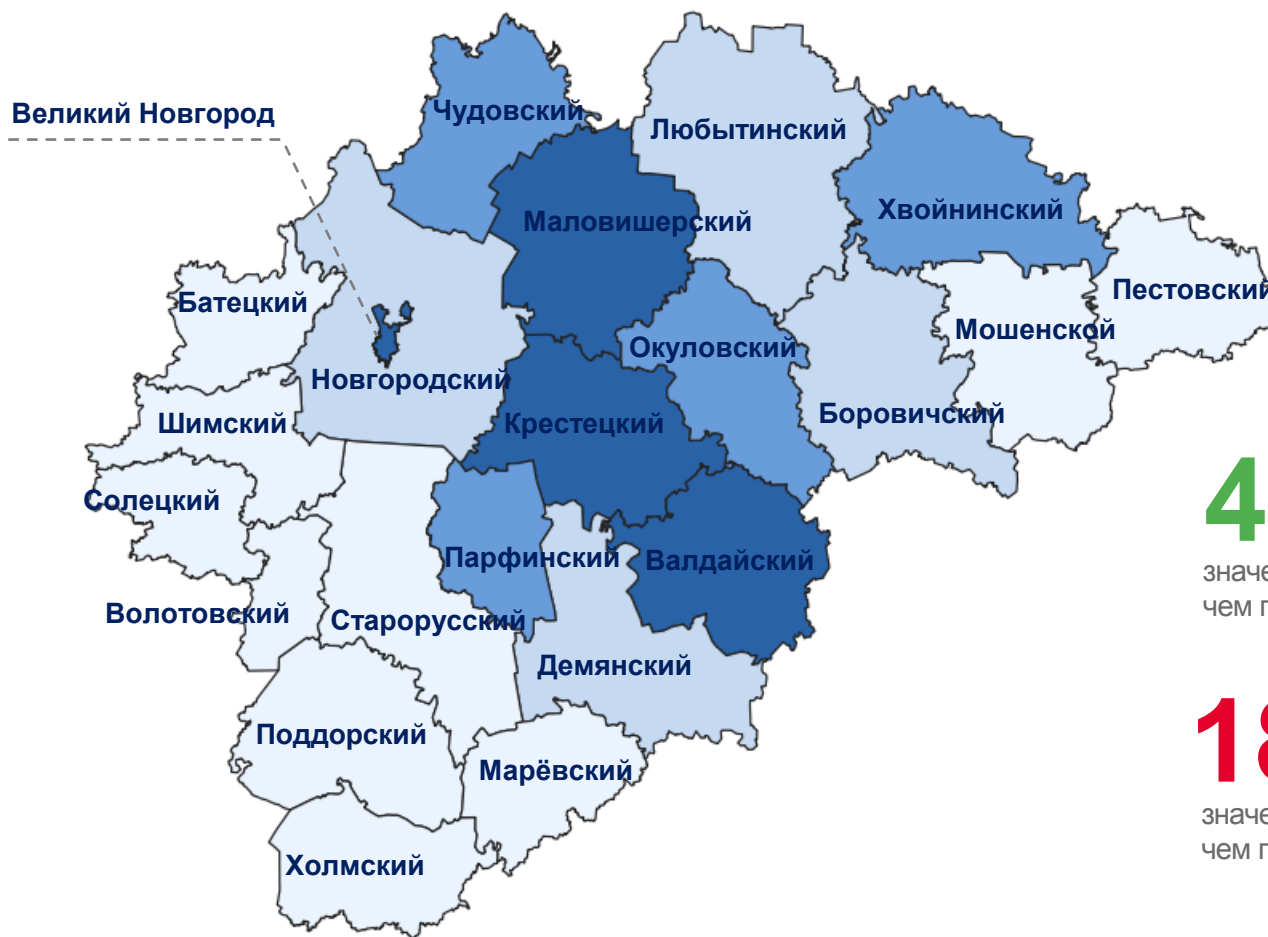 Великий Новгород
Чудовский
Любытинский
Маловишерский
Хвойнинский
Батецкий
Пестовский
Мошенской
Окуловский
Новгородский
Шимский
Крестецкий
Боровичский
Солецкий
Парфинский
Валдайский
Волотовский
Старорусский
Демянский
Поддорский
Марёвский
Холмский
4
18